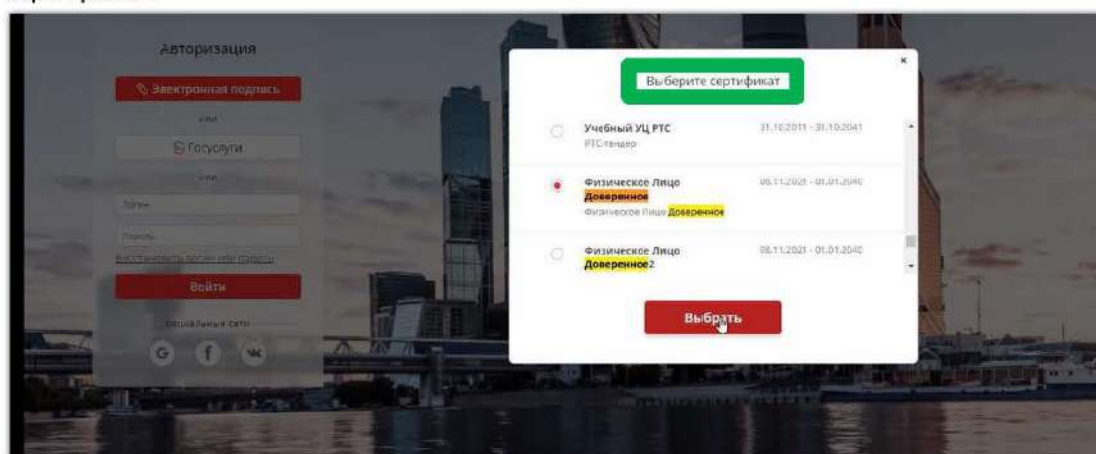 Авторизация
Электронная подпись
или
Госуслуги
или
Логин
Пароль
Восстановить логин или пароль
Войти
социальные сети
G f
Выберите сертификат
×
Учебный УЦ РТС 31.10.2011 - 31.10.2041
РТС-тендер
Физическое Лицо 08.11.2021 - 01.01.2040
Доверенное
Физическое Лицо Доверенное
Физическое Лицо 08.11.2021 - 01.01.2040
Доверенное2
Выбрать